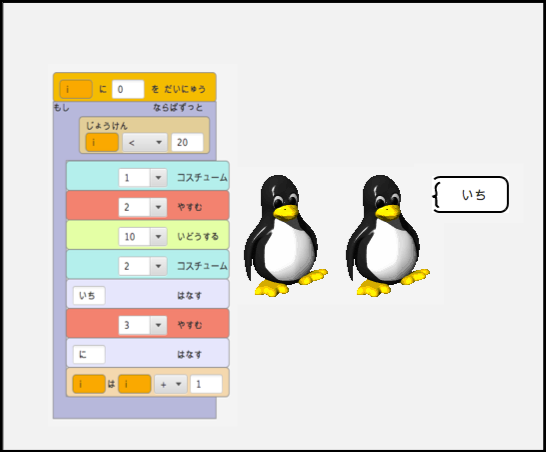 i に 0 を だいにゅう
もし ならばずっと
じょうけん
i < 20
1 コスチューム
2 やすむ
10 いどうする
2 コスチューム
いち はなす
3 やすむ
に はなす
i は i + 1
いち